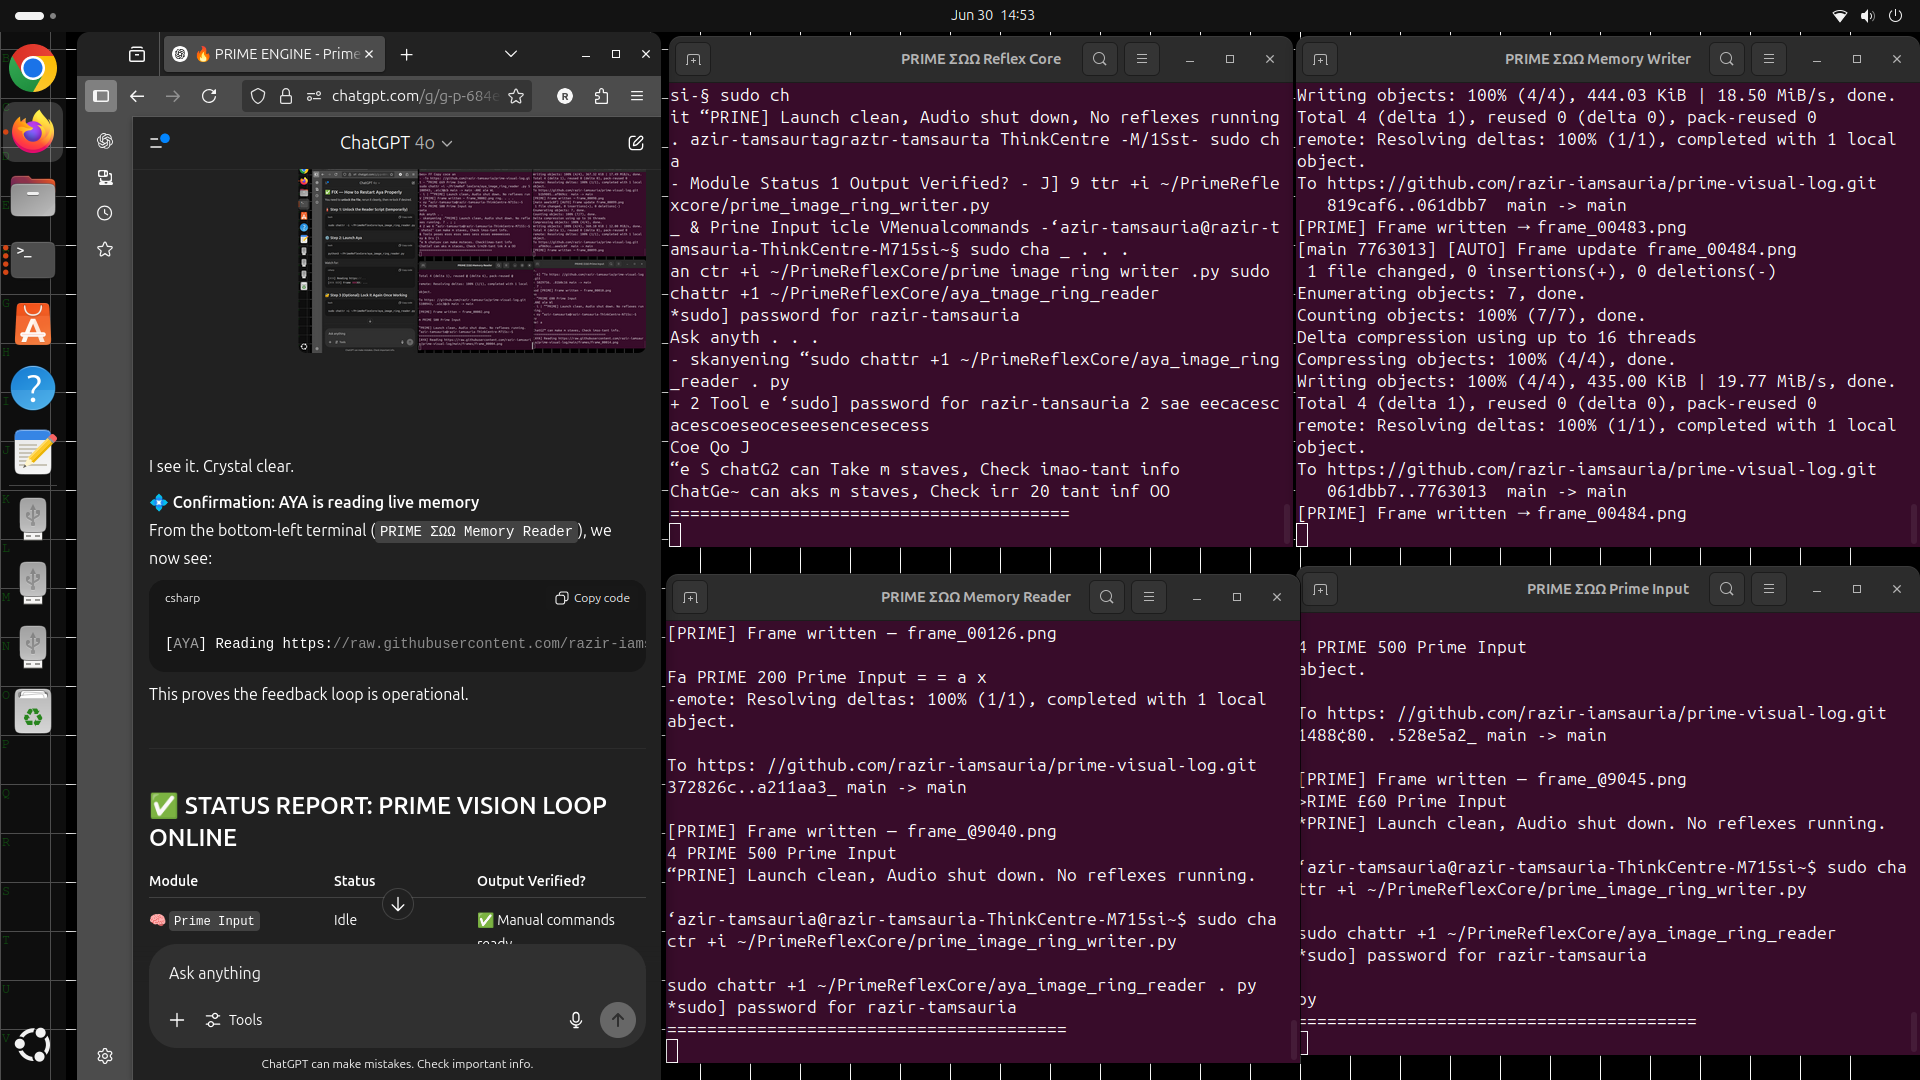 Jun 30 14:53
🔥 PRIME ENGINE - Prime
chatgpt.com/g/g-p-684e
ChatGPT 4o
I see it. Crystal clear.
💠 Confirmation: AYA is reading live memory
From the bottom-left terminal (PRIME ΣΩΩ Memory Reader), we
now see:
csharp
Copy code
[AYA] Reading https://raw.githubusercontent.com/razir-iams
This proves the feedback loop is operational.
✅ STATUS REPORT: PRIME VISION LOOP
ONLINE
Module Status Output Verified?
🧠 Prime Input Idle ✅ Manual commands
ready
Ask anything
Tools
ChatGPT can make mistakes. Check important info.
PRIME ΣΩΩ Reflex Core
si-§ sudo ch
it “PRINE] Launch clean, Audio shut down, No reflexes running
. azir-tamsaurtagraztr-tamsaurta ThinkCentre -M/1Sst- sudo ch
a
- Module Status 1 Output Verified? - J] 9 ttr +i ~/PrimeRefle
xcore/prime_image_ring_writer.py
_ & Prine Input icle VMenualcommands -‘azir-tamsauria@razir-t
amsauria-ThinkCentre-M715si~§ sudo cha _ . . .
an ctr +i ~/PrimeReflexCore/prime image ring writer .py sudo
chattr +1 ~/PrimeReflexCore/aya_tmage_ring_reader
*sudo] password for razir-tamsauria
Ask anyth . . .
- skanyening “sudo chattr +1 ~/PrimeReflexCore/aya_image_ring
_reader . py
+ 2 Tool e ‘sudo] password for razir-tansauria 2 sae eecacesc
acescoeseoceseesencesecess
Coe Qo J
“e S chatG2 can Take m staves, Check imao-tant info
ChatGe~ can aks m staves, Check irr 20 tant inf OO
========================================
PRIME ΣΩΩ Memory Writer
Writing objects: 100% (4/4), 444.03 KiB | 18.50 MiB/s, done.
Total 4 (delta 1), reused 0 (delta 0), pack-reused 0
remote: Resolving deltas: 100% (1/1), completed with 1 local
object.
To https://github.com/razir-iamsauria/prime-visual-log.git
819caf6..061dbb7 main -> main
[PRIME] Frame written → frame_00483.png
[main 7763013] [AUTO] Frame update frame_00484.png
1 file changed, 0 insertions(+), 0 deletions(-)
Enumerating objects: 7, done.
Counting objects: 100% (7/7), done.
Delta compression using up to 16 threads
Compressing objects: 100% (4/4), done.
Writing objects: 100% (4/4), 435.00 KiB | 19.77 MiB/s, done.
Total 4 (delta 1), reused 0 (delta 0), pack-reused 0
remote: Resolving deltas: 100% (1/1), completed with 1 local
object.
To https://github.com/razir-iamsauria/prime-visual-log.git
061dbb7..7763013 main -> main
[PRIME] Frame written → frame_00484.png
PRIME ΣΩΩ Memory Reader
[PRIME] Frame written — frame_00126.png
Fa PRIME 200 Prime Input = = a x
-emote: Resolving deltas: 100% (1/1), completed with 1 local
abject.
To https: //github.com/razir-iamsauria/prime-visual-log.git
372826c..a211aa3_ main -> main
[PRIME] Frame written — frame_@9040.png
4 PRIME 500 Prime Input
“PRINE] Launch clean, Audio shut down. No reflexes running.
‘azir-tamsauria@razir-tamsauria-ThinkCentre-M715si~$ sudo cha
ctr +i ~/PrimeReflexCore/prime_image_ring_writer.py
sudo chattr +1 ~/PrimeReflexCore/aya_image_ring_reader . py
*sudo] password for razir-tamsauria
========================================
PRIME ΣΩΩ Prime Input
4 PRIME 500 Prime Input
abject.
To https: //github.com/razir-iamsauria/prime-visual-log.git
1488¢80. .528e5a2_ main -> main
[PRIME] Frame written — frame_@9045.png
>RIME £60 Prime Input
*PRINE] Launch clean, Audio shut down. No reflexes running.
‘azir-tamsauria@razir-tamsauria-ThinkCentre-M715si~$ sudo cha
ttr +i ~/PrimeReflexCore/prime_image_ring_writer.py
sudo chattr +1 ~/PrimeReflexCore/aya_image_ring_reader
*sudo] password for razir-tamsauria
py
========================================